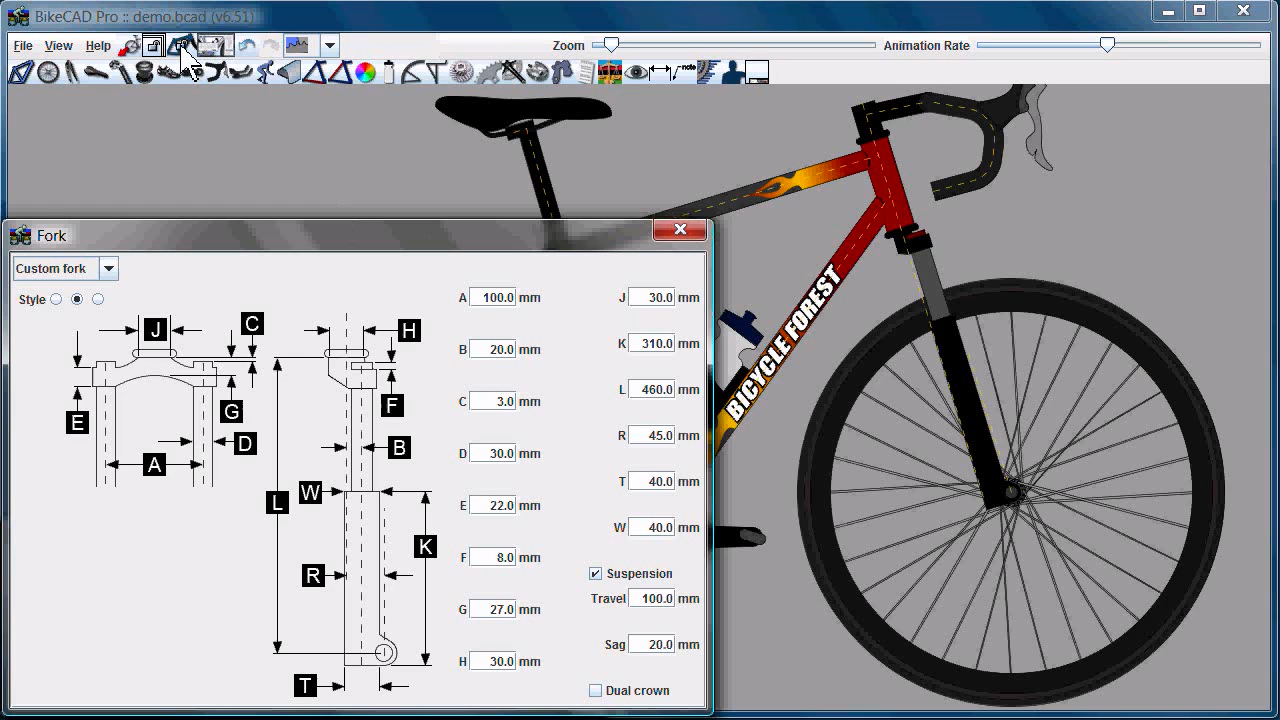 BikeCAD Pro :: demo.bcad (v6.51)
File View Help
Zoom
Animation Rate
note
Fork
Custom fork
Style
J
C
E
G
D
A
H
F
B
W
L
K
R
T
A 100.0 mm
B 20.0 mm
C 3.0 mm
D 30.0 mm
E 22.0 mm
F 8.0 mm
G 27.0 mm
H 30.0 mm
J 30.0 mm
K 310.0 mm
L 460.0 mm
R 45.0 mm
T 40.0 mm
W 40.0 mm
Suspension
Travel 100.0 mm
Sag 20.0 mm
Dual crown
BICYCLE FOREST